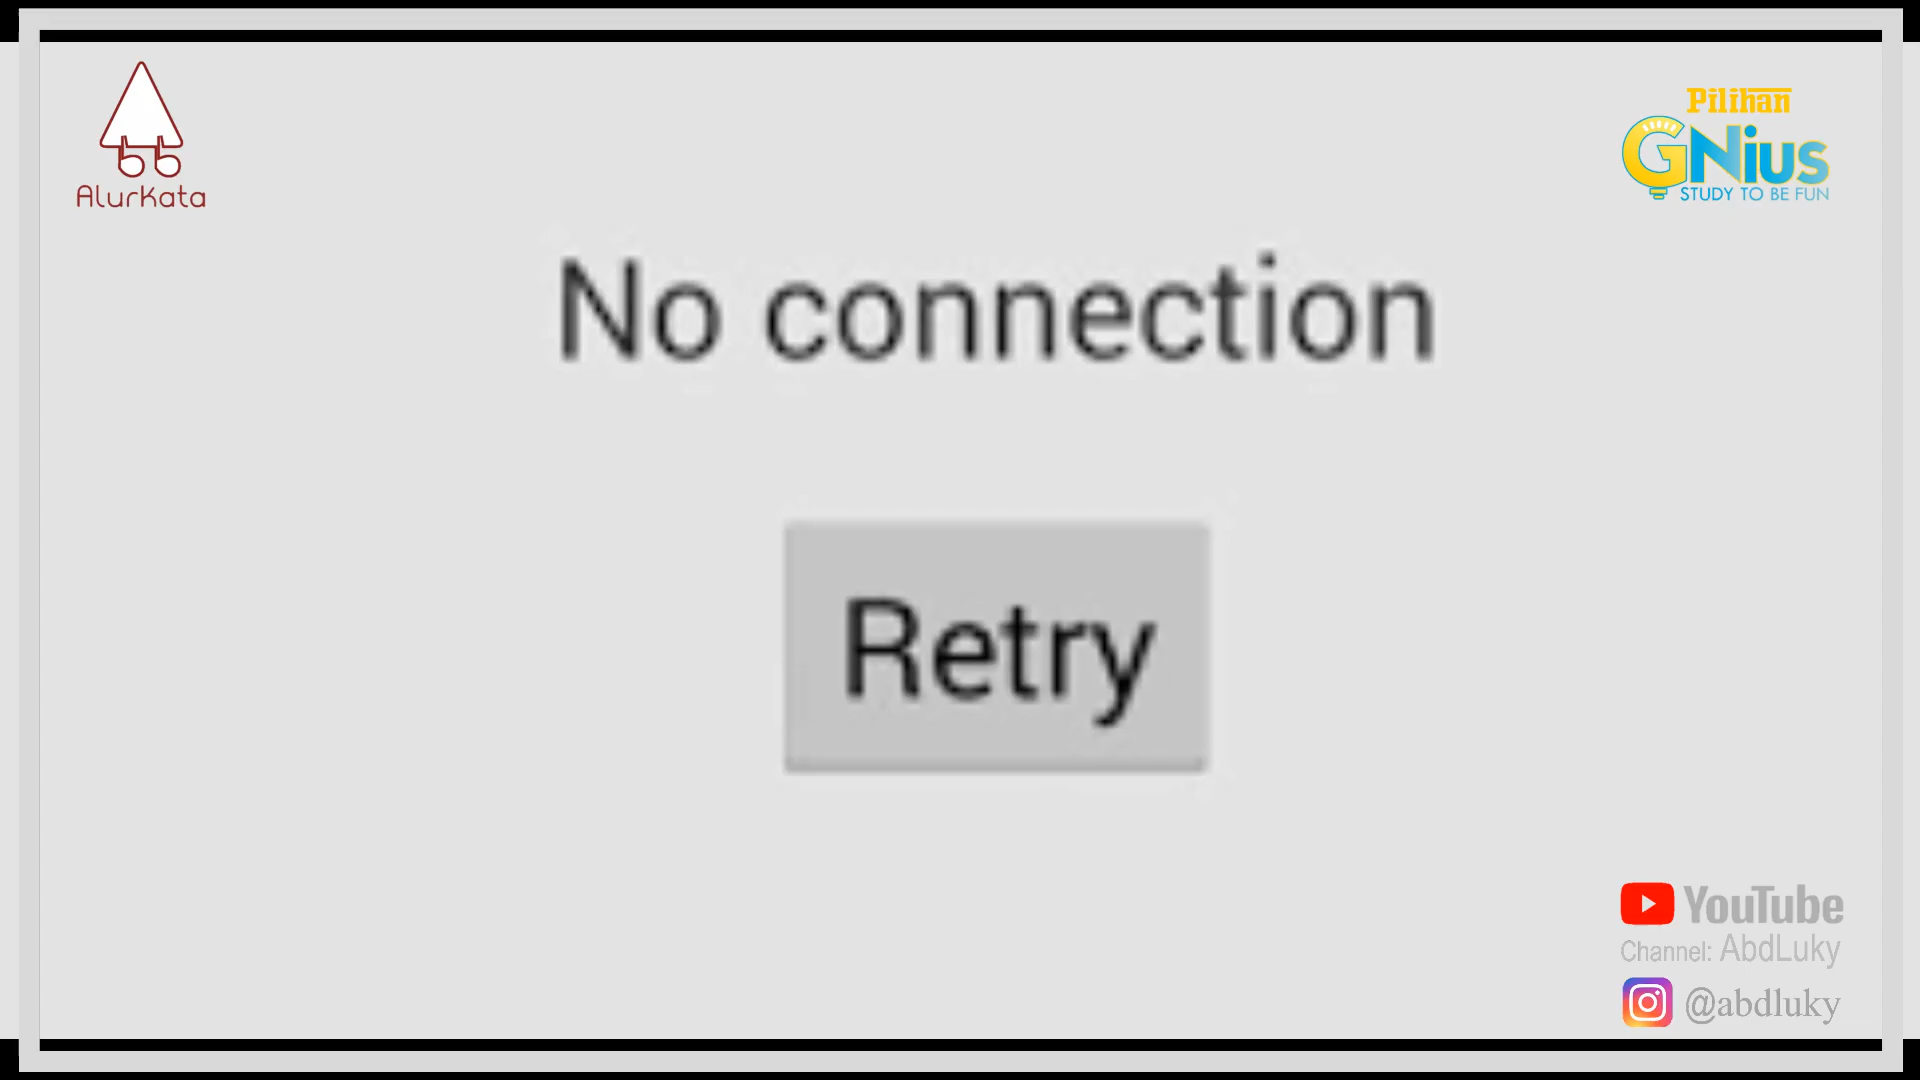 AlurKata
Pilihan
GNius
STUDY TO BE FUN
No connection
Retry
YouTube
Channel: AbdLuky
@abdluky